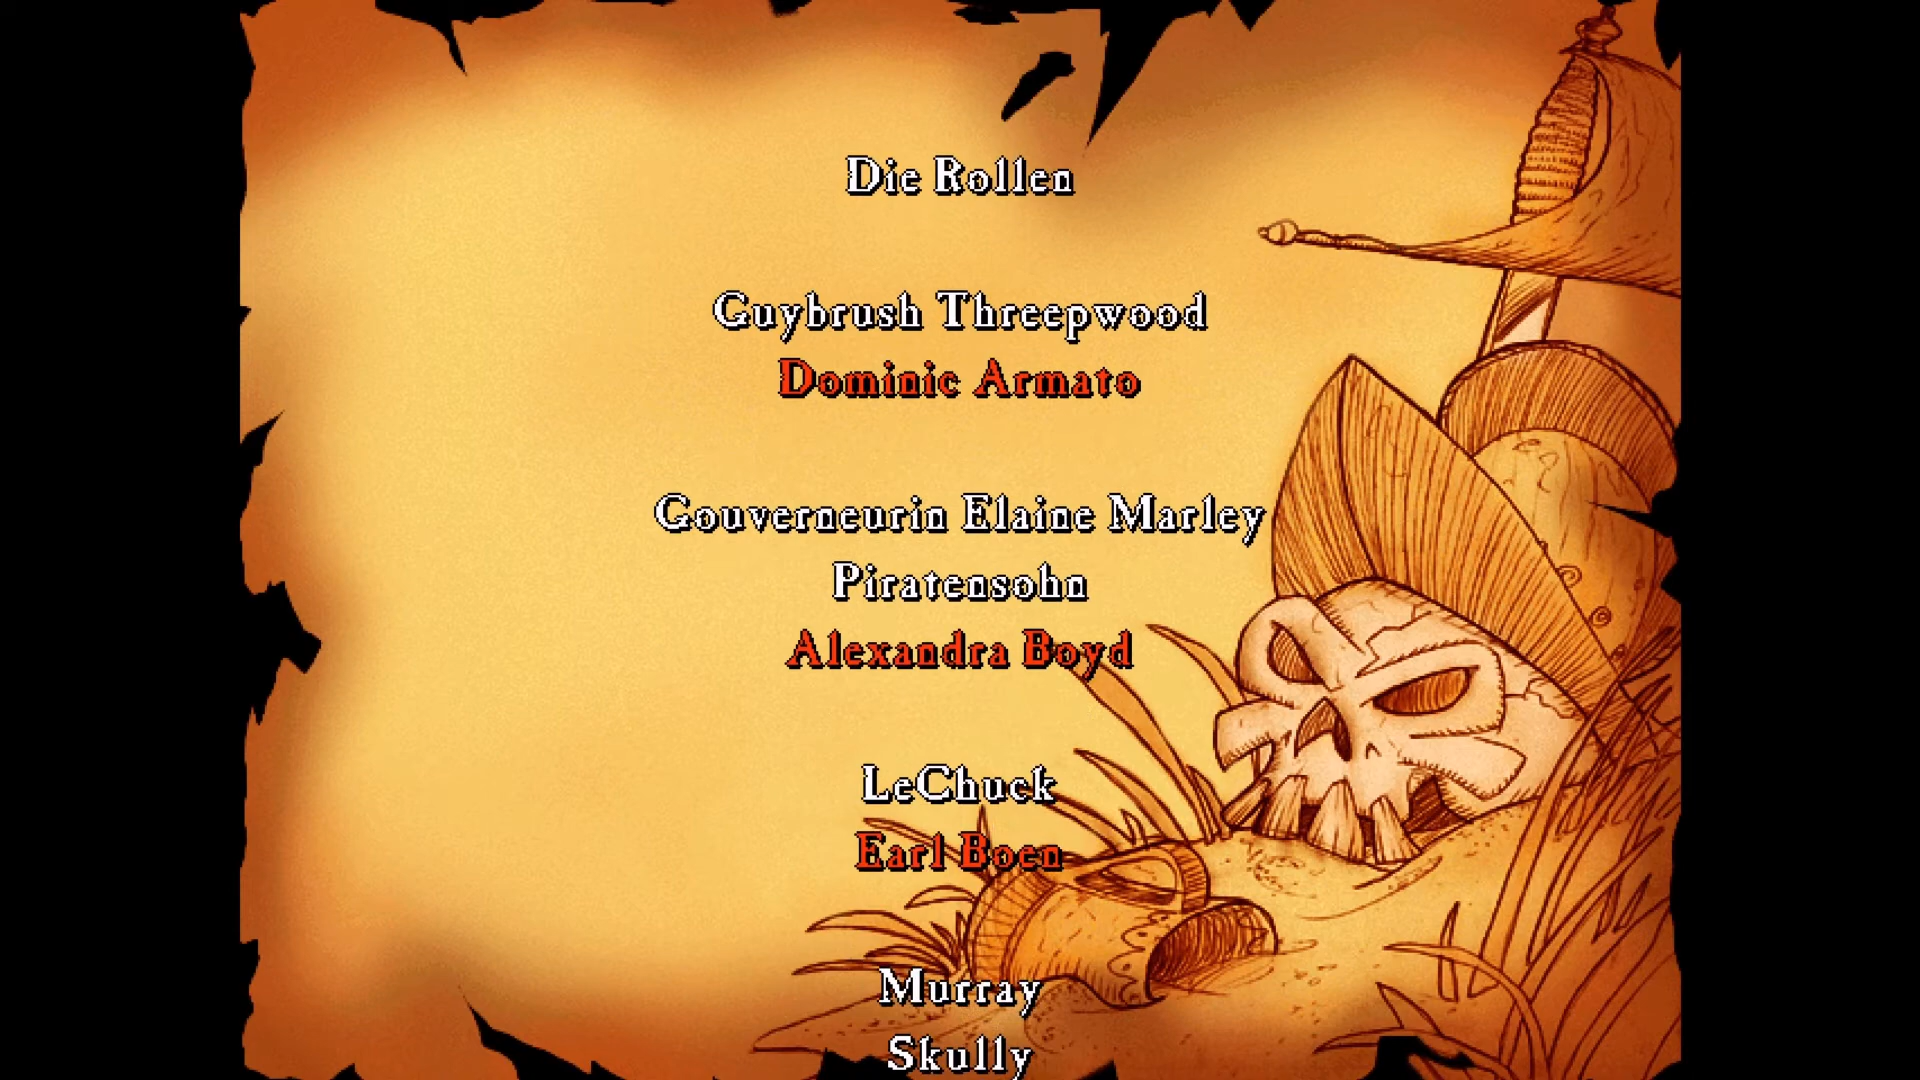 Die Rollen
Guybrush Threepwood
Dominic Armato
Gouverneurin Elaine Marley
Piratensohn
Alexandra Boyd
LeChuck
Earl Boen
Murray
Skully